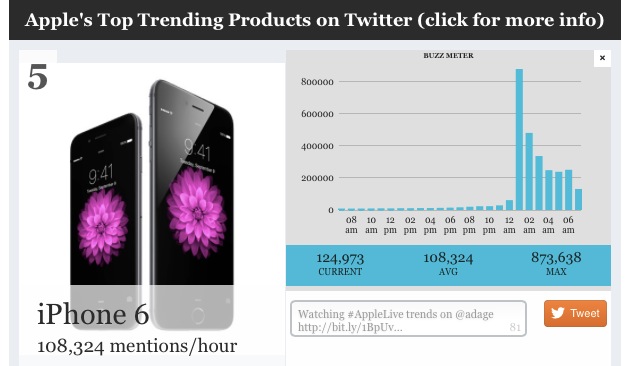 Apple's Top Trending Products on Twitter (click for more info)
5
9:41
9:41
iPhone 6
108,324 mentions/hour
BUZZ METER
×
800000
600000
400000
200000
0
08 am 10 am 12 pm 02 pm 04 pm 06 pm 08 pm 10 pm 12 am 02 am 04 am 06 am
124,973 108,324 873,638
CURRENT AVG MAX
Watching #AppleLive trends on @adage
http://bit.ly/1BpUv... 81
Tweet